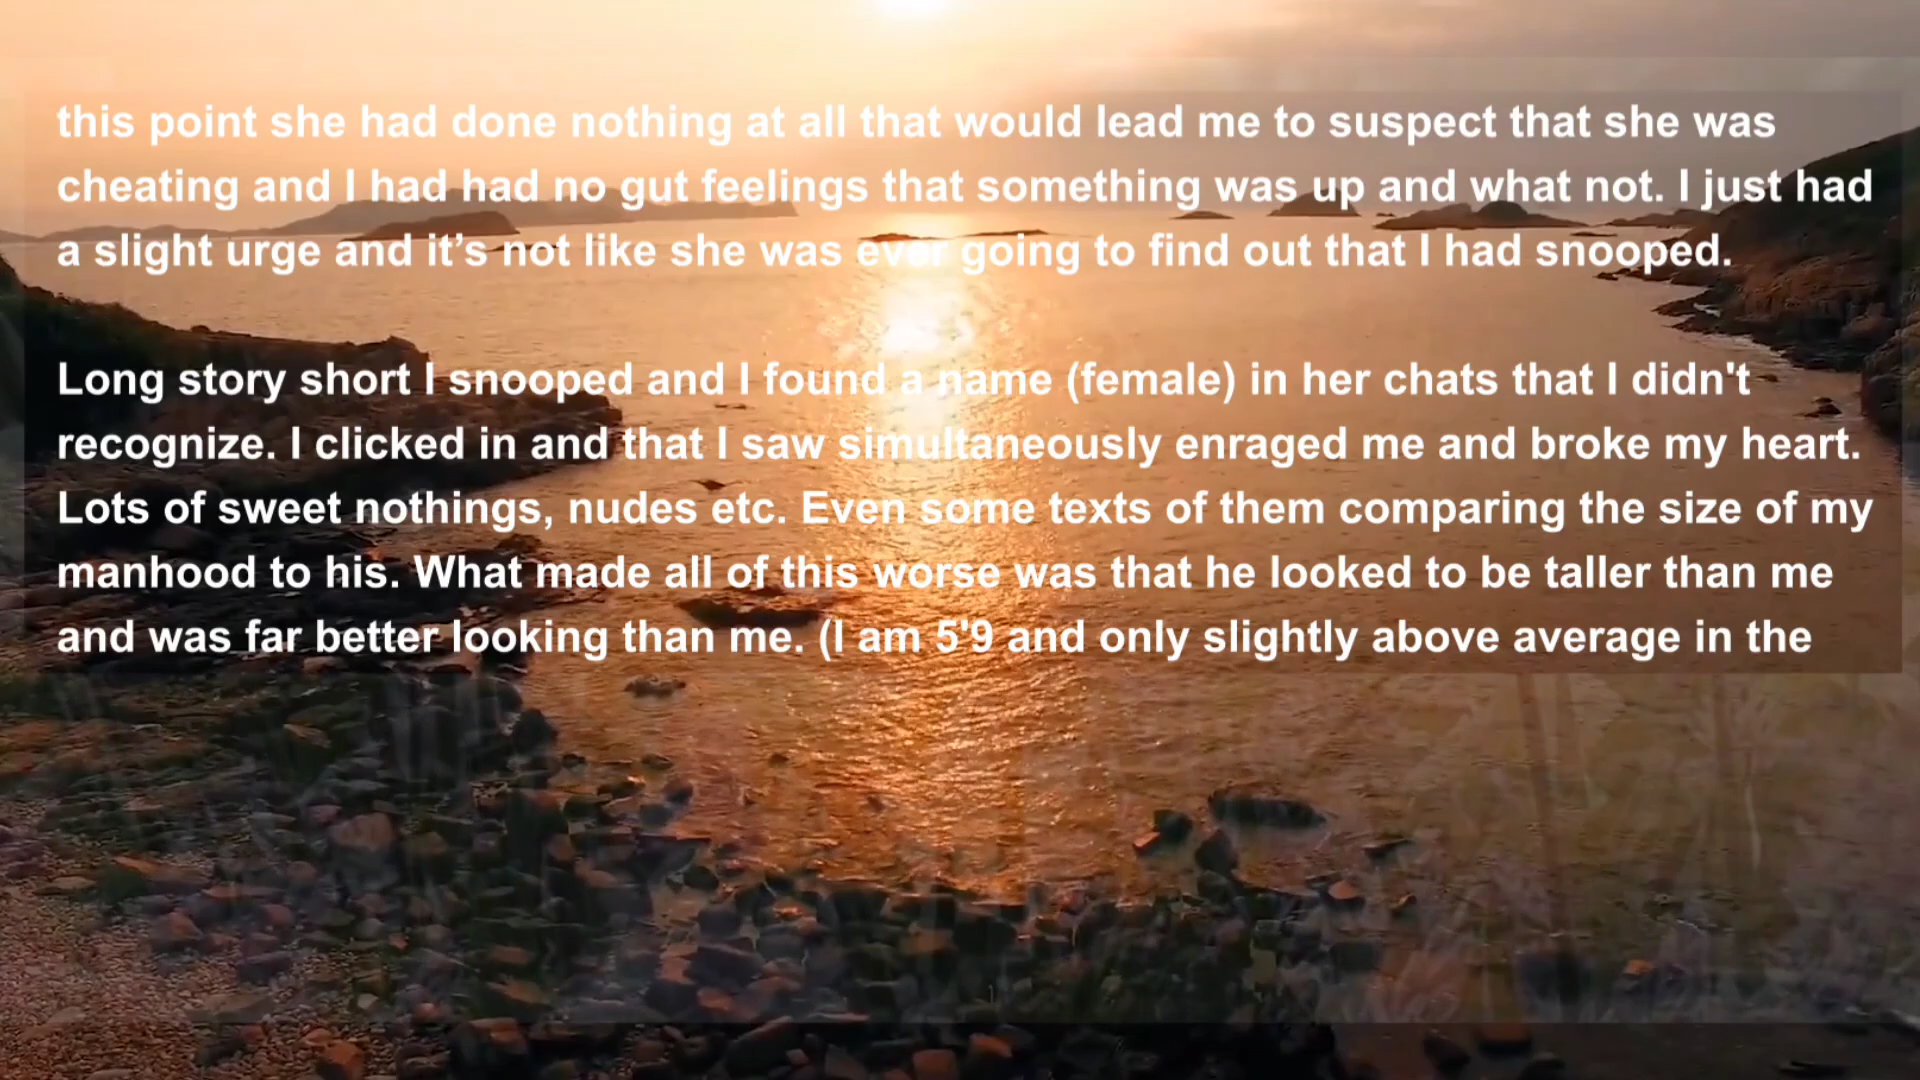 this point she had done nothing at all that would lead me to suspect that she was
cheating and I had had no gut feelings that something was up and what not. I just had
a slight urge and it’s not like she was ever going to find out that I had snooped.
Long story short I snooped and I found a name (female) in her chats that I didn't
recognize. I clicked in and that I saw simultaneously enraged me and broke my heart.
Lots of sweet nothings, nudes etc. Even some texts of them comparing the size of my
manhood to his. What made all of this worse was that he looked to be taller than me
and was far better looking than me. (I am 5'9 and only slightly above average in the